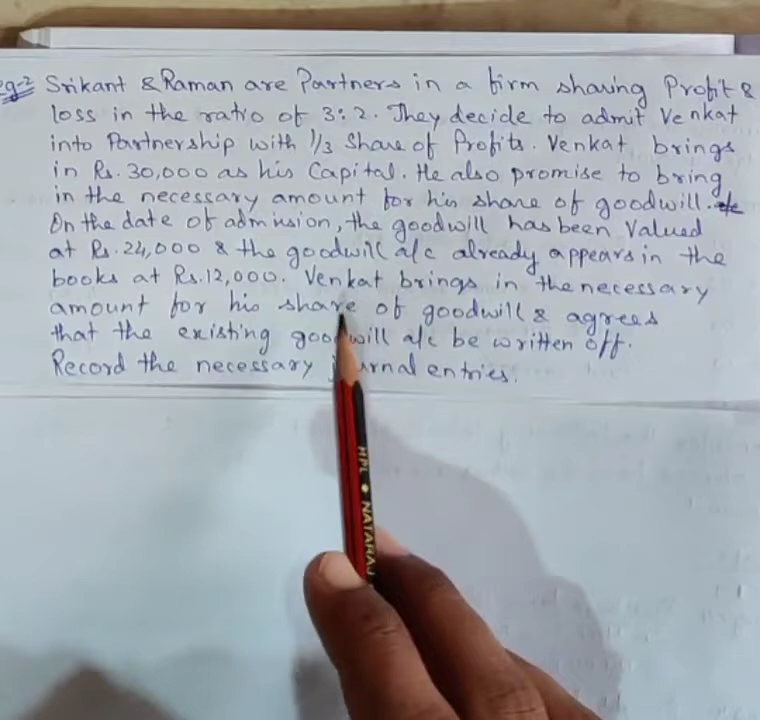 eg-2 Srikant & Raman are Partners in a firm sharing Profit &
loss in the ratio of 3:2. They decide to admit Venkat
into Partnership with 1/3 Share of Profits. Venkat brings
in Rs. 30,000 as his Capital. He also promise to bring
in the necessary amount for his share of goodwill.
On the date of admission, the goodwill has been Valued
at Rs. 24,000 & the goodwill a/c already appears in the
books at Rs. 12,000. Venkat brings in the necessary
amount for his share of goodwill & agrees
that the existing goodwill a/c be written off.
Record the necessary urnal entries.
HPL NATARAJ